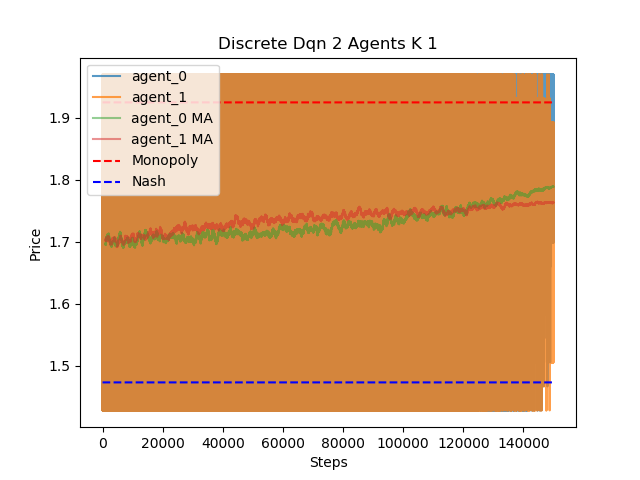 Discrete Dqn 2 Agents K 1
agent_0
agent_1
agent_0 MA
agent_1 MA
Monopoly
Nash
Price
1.9
1.8
1.7
1.6
1.5
0 20000 40000 60000 80000 100000 120000 140000
Steps